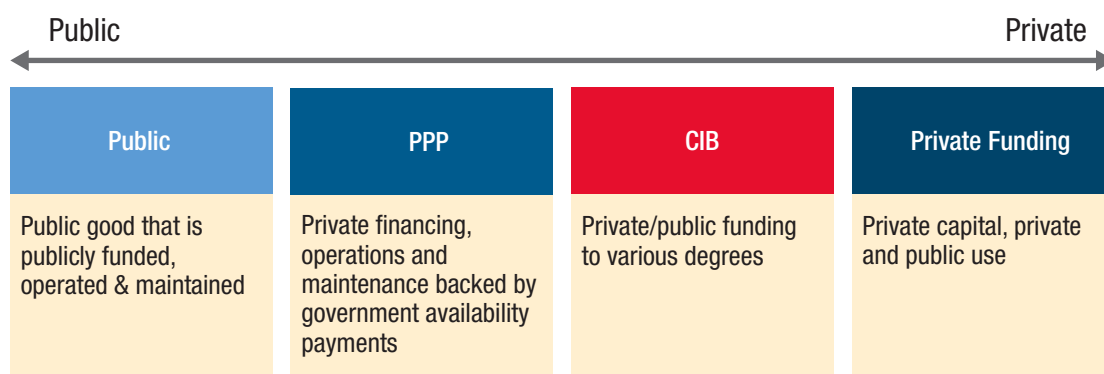 Public
Private
Public
PPP
CIB
Private Funding
Public good that is
publicly funded,
operated & maintained
Private financing,
operations and
maintenance backed by
government availability
payments
Private/public funding
to various degrees
Private capital, private
and public use